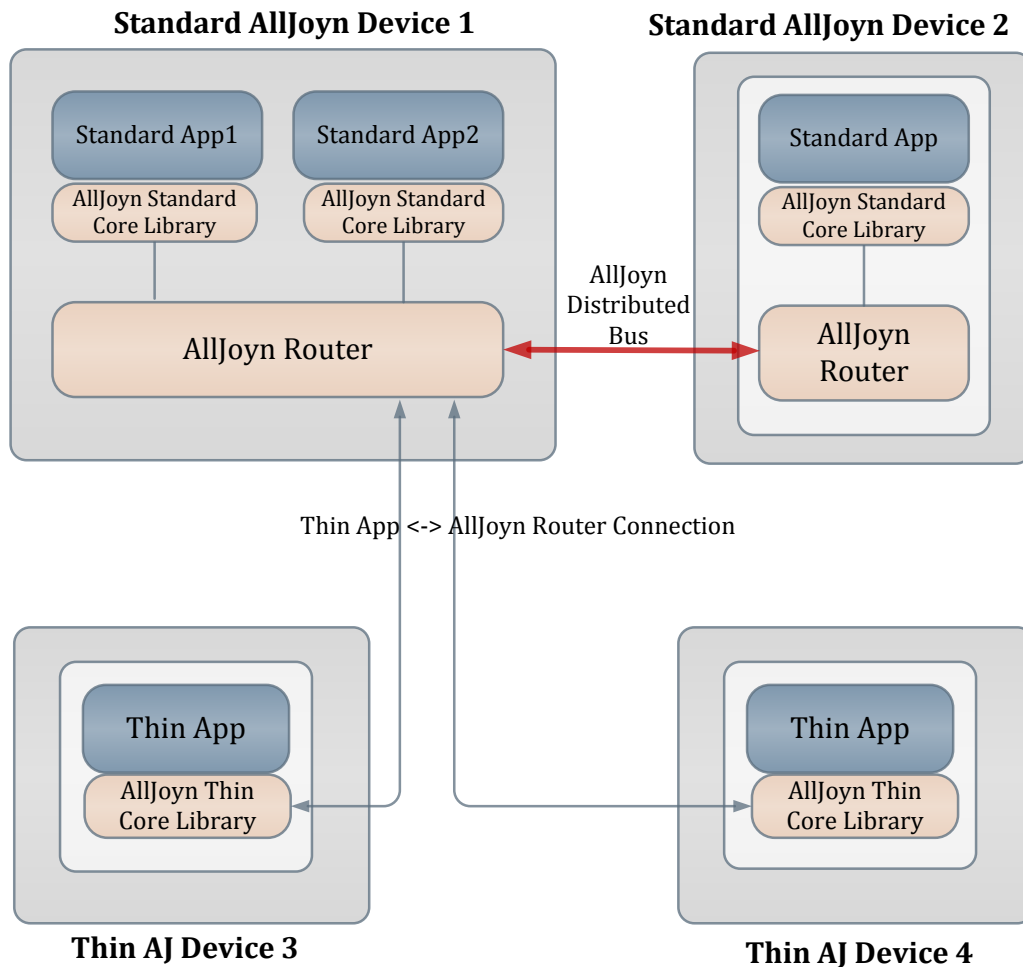 Standard AllJoyn Device 1
Standard AllJoyn Device 2
Standard App1
Standard App2
AllJoyn Standard
Core Library
AllJoyn Standard
Core Library
Standard App
AllJoyn Standard
Core Library
AllJoyn Router
AllJoyn
Distributed
Bus
AllJoyn
Router
Thin App <-> AllJoyn Router Connection
Thin App
AllJoyn Thin
Core Library
Thin App
AllJoyn Thin
Core Library
Thin AJ Device 3
Thin AJ Device 4